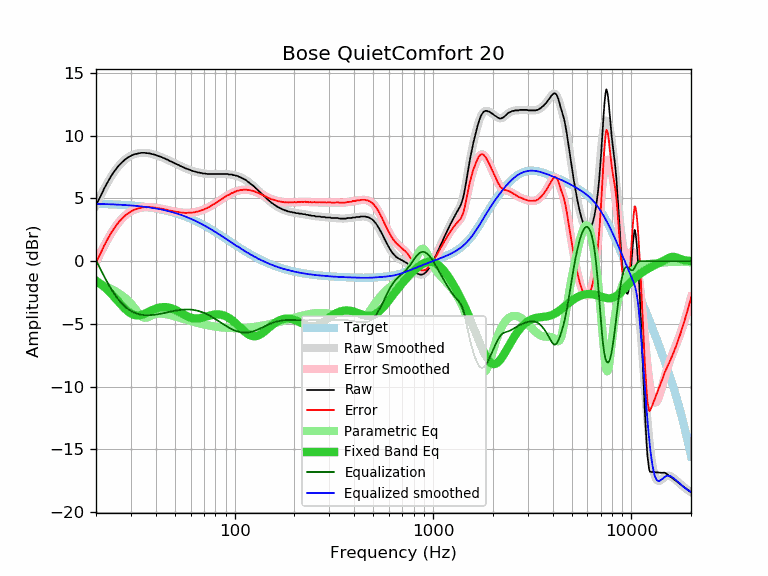 Bose QuietComfort 20
Amplitude (dBr)
15
10
5
0
−5
−10
−15
−20
Target
Raw Smoothed
Error Smoothed
Raw
Error
Parametric Eq
Fixed Band Eq
Equalization
Equalized smoothed
100
1000
10000
Frequency (Hz)